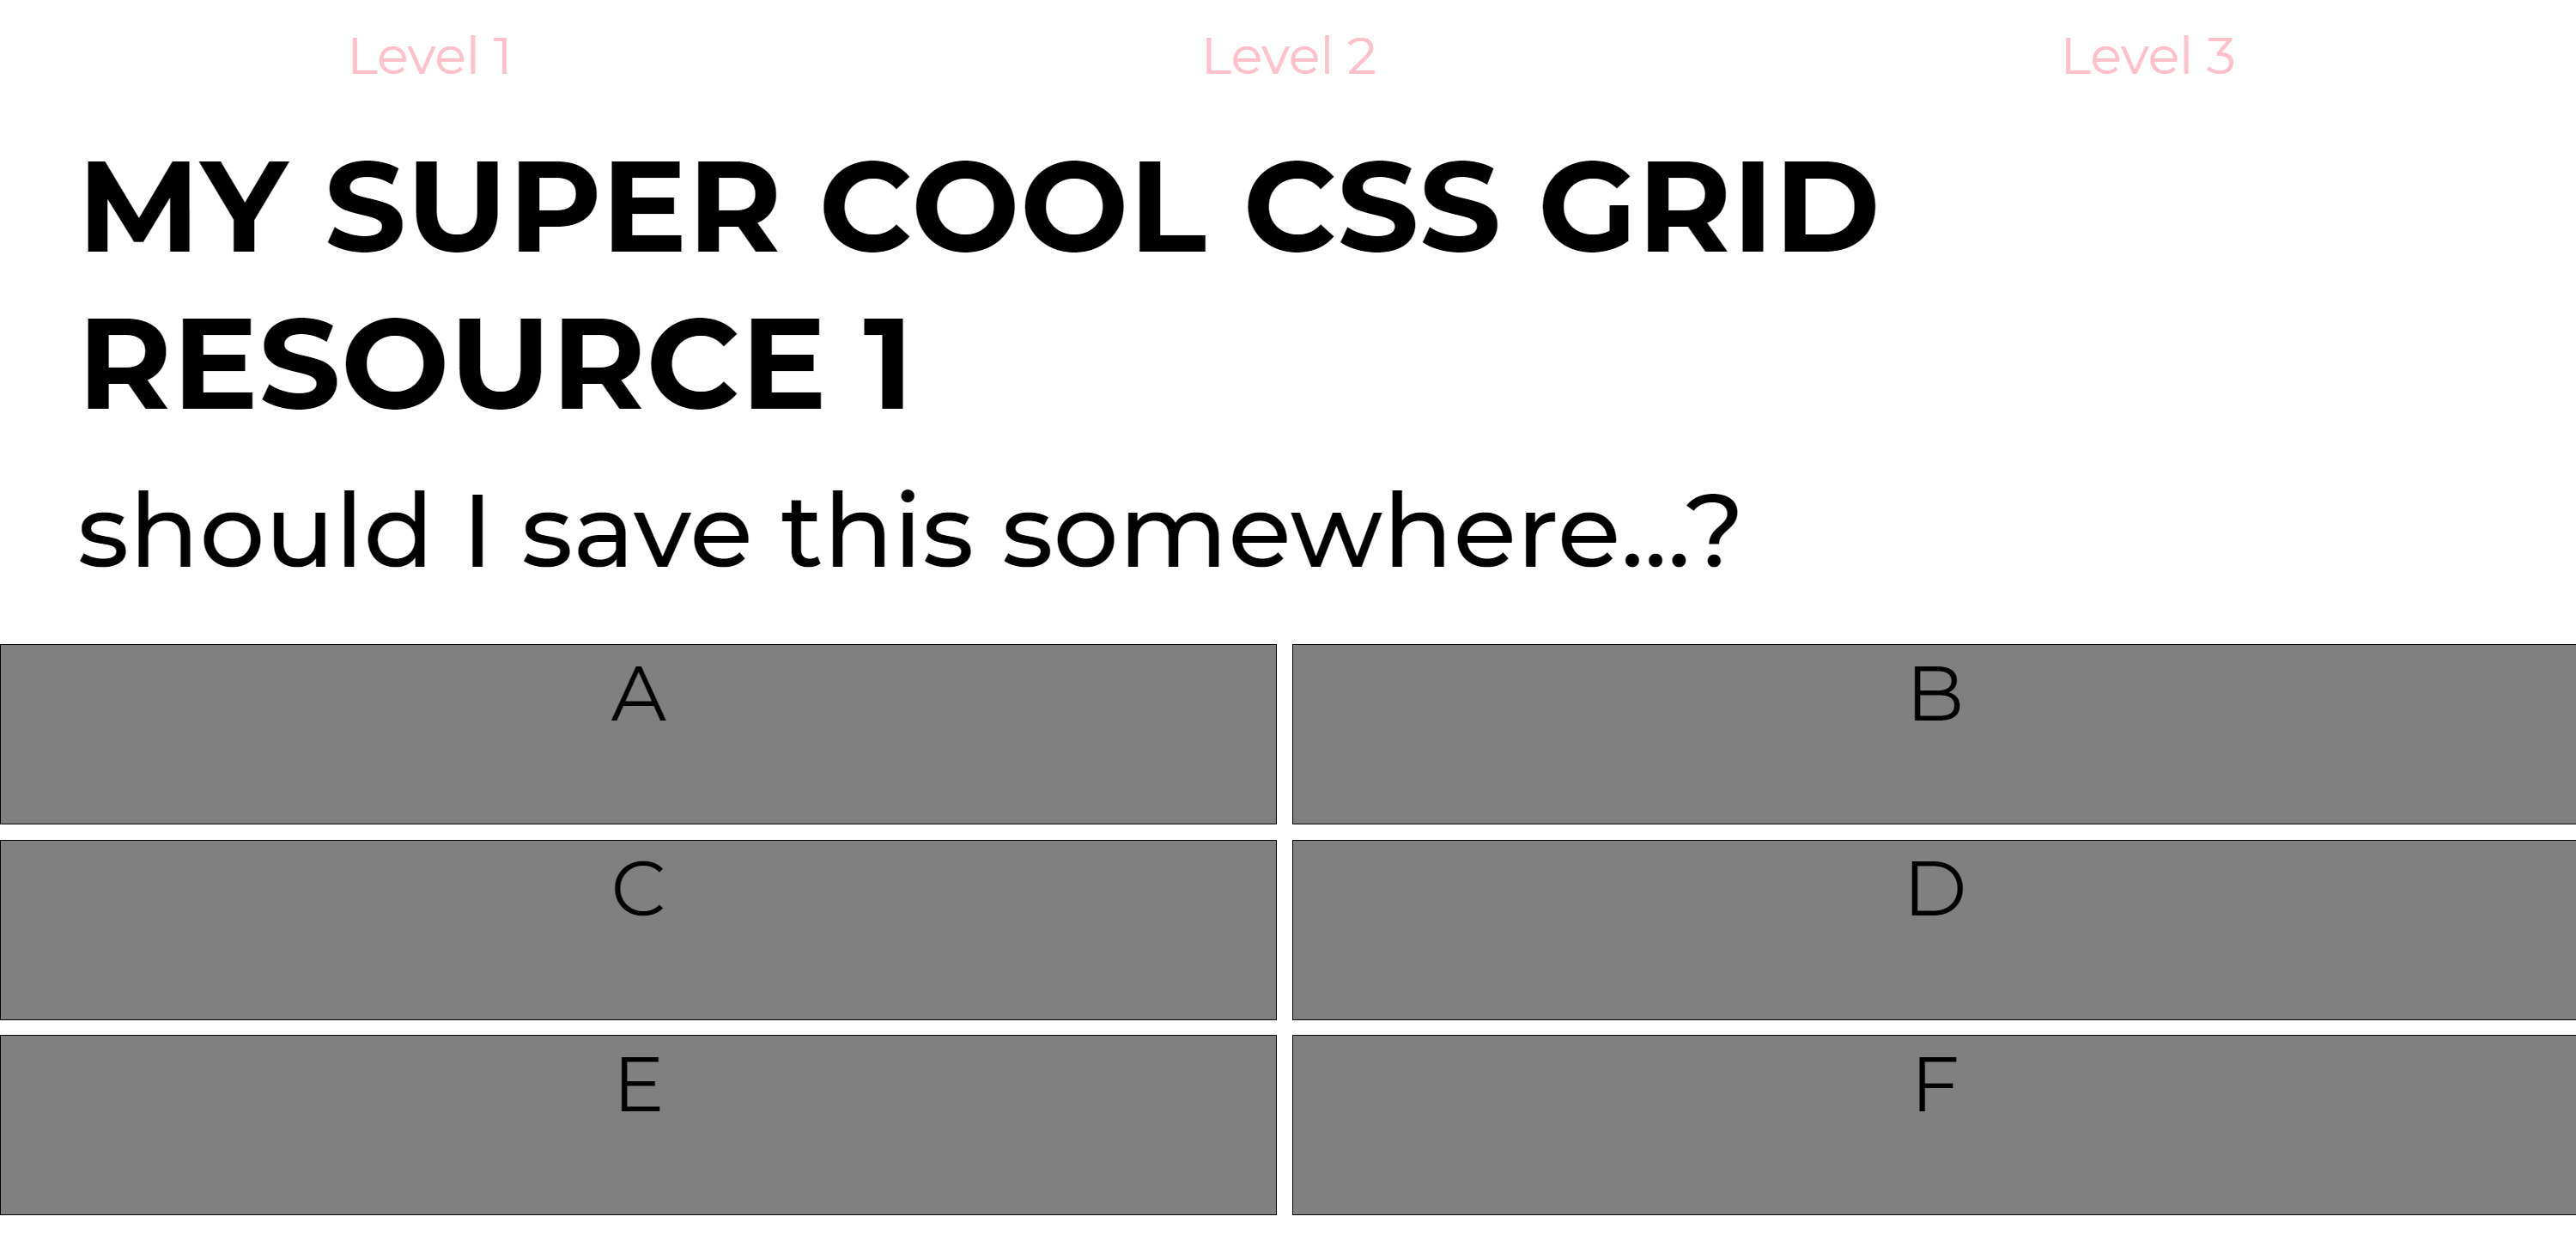 Level 1 Level 2 Level 3
MY SUPER COOL CSS GRID
RESOURCE 1
should I save this somewhere...?
A B
C D
E F